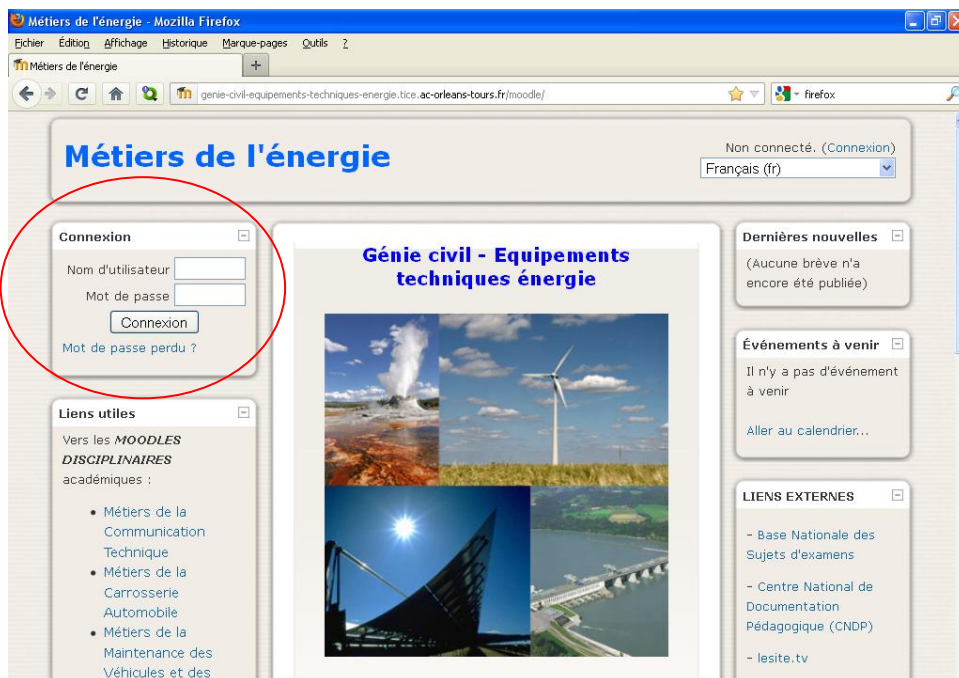 Métiers de l'énergie - Mozilla Firefox
Fichier Édition Affichage Historique Marque-pages Outils ?
Métiers de l'énergie
genie-civil-equipements-techniques-energie.tice.ac-orleans-tours.fr/moodle/
firefox
Métiers de l'énergie
Non connecté. (Connexion)
Français (fr)
Connexion
Nom d'utilisateur
Mot de passe
Connexion
Mot de passe perdu ?
Liens utiles
Vers les MOODLES
DISCIPLINAIRES
académiques :
• Métiers de la
Communication
Technique
• Métiers de la
Carrosserie
Automobile
• Métiers de la
Maintenance des
Véhicules et des
Génie civil - Equipements
techniques énergie
Dernières nouvelles
(Aucune brève n'a
encore été publiée)
Événements à venir
Il n'y a pas d'événement
à venir
Aller au calendrier...
LIENS EXTERNES
- Base Nationale des
Sujets d'examens
- Centre National de
Documentation
Pédagogique (CNDP)
- lesite.tv